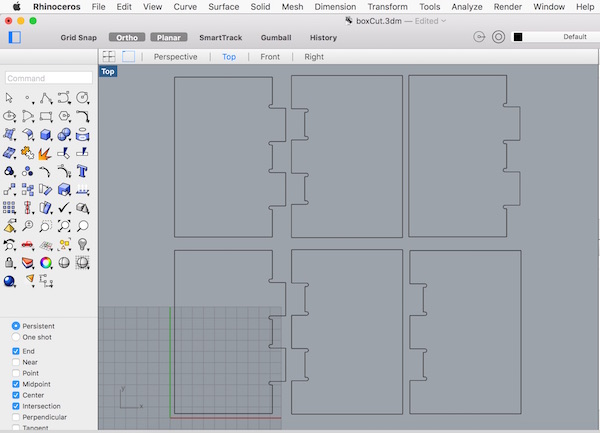 Rhinoceros File Edit View Curve Surface Solid Mesh Dimension Transform Tools Analyze Render Window Help
boxCut.3dm — Edited
Grid Snap Ortho Planar SmartTrack Gumball History Default
Perspective Top Front Right
Command
Top
T
y
x
Persistent
One shot
End
Near
Point
Midpoint
Center
Intersection
Perpendicular
Tangent